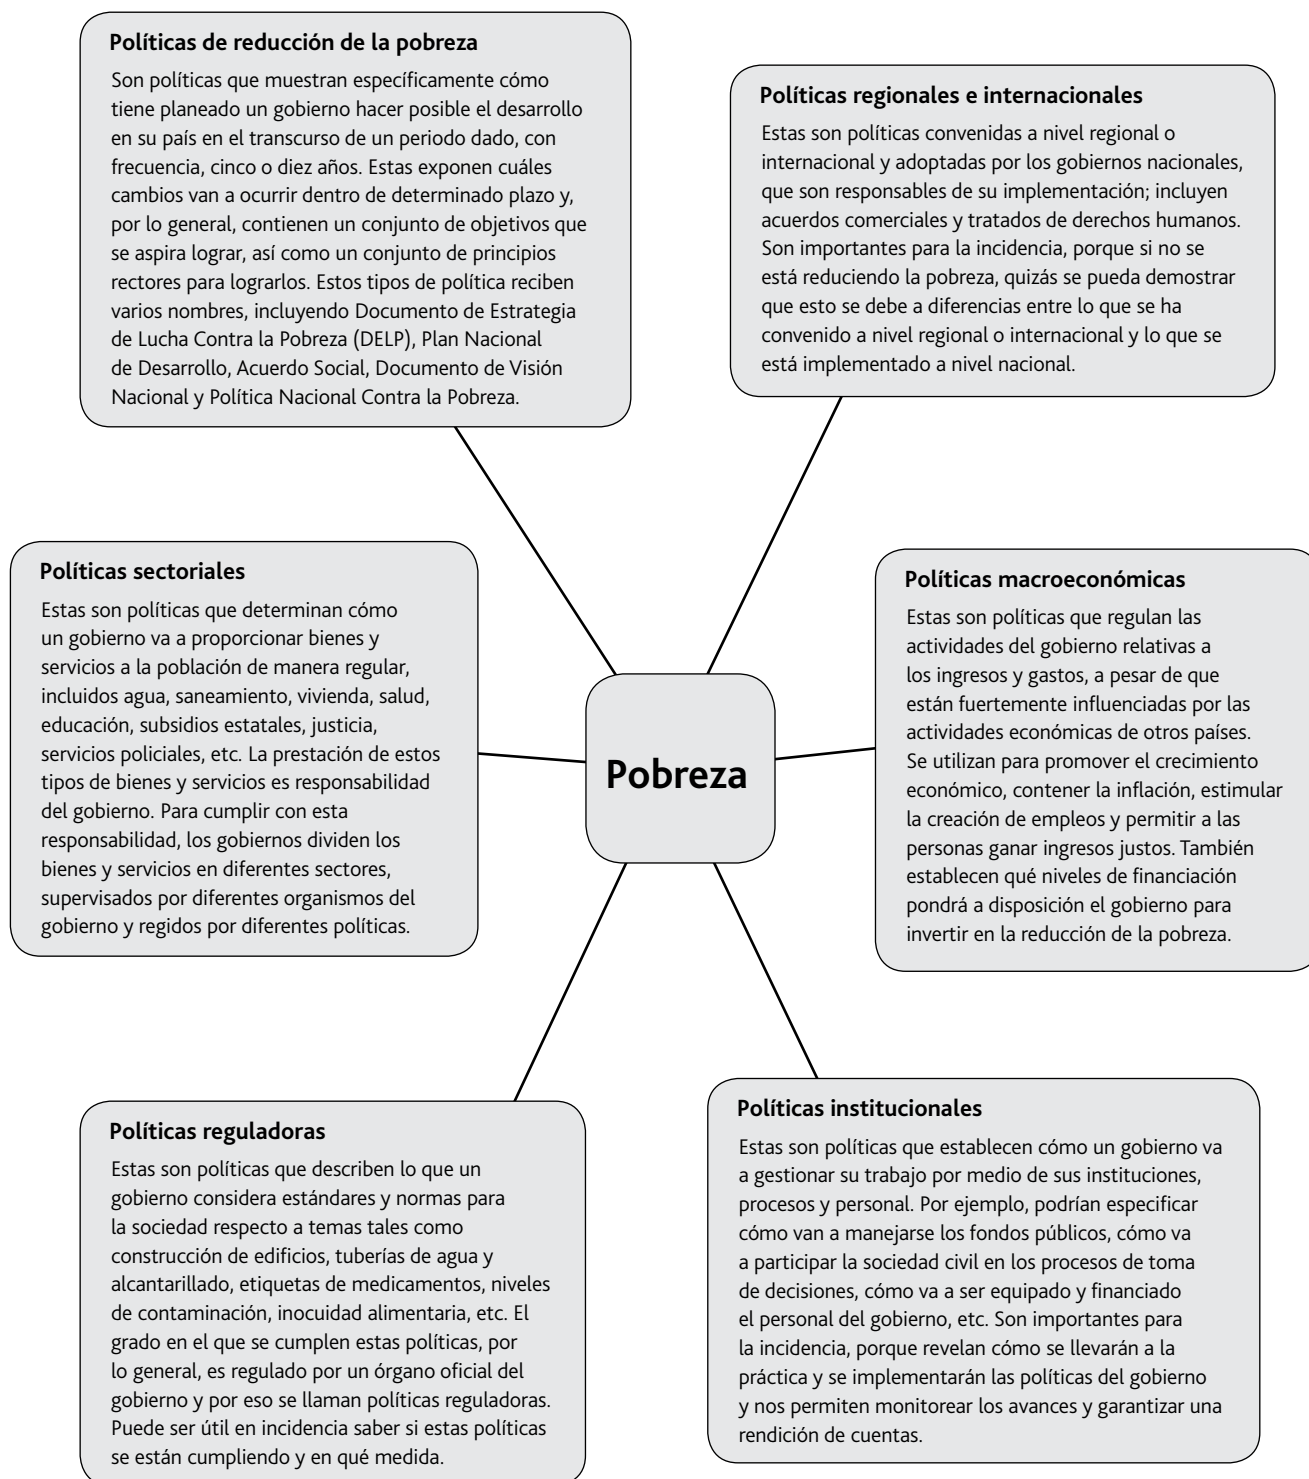 Políticas de reducción de la pobreza
Son políticas que muestran específicamente cómo
tiene planeado un gobierno hacer posible el desarrollo
en su país en el transcurso de un periodo dado, con
frecuencia, cinco o diez años. Estas exponen cuáles
cambios van a ocurrir dentro de determinado plazo y,
por lo general, contienen un conjunto de objetivos que
se aspira lograr, así como un conjunto de principios
rectores para lograrlos. Estos tipos de política reciben
varios nombres, incluyendo Documento de Estrategia
de Lucha Contra la Pobreza (DELP), Plan Nacional
de Desarrollo, Acuerdo Social, Documento de Visión
Nacional y Política Nacional Contra la Pobreza.
Políticas regionales e internacionales
Estas son políticas convenidas a nivel regional o
internacional y adoptadas por los gobiernos nacionales,
que son responsables de su implementación; incluyen
acuerdos comerciales y tratados de derechos humanos.
Son importantes para la incidencia, porque si no se
está reduciendo la pobreza, quizás se pueda demostrar
que esto se debe a diferencias entre lo que se ha
convenido a nivel regional o internacional y lo que se
está implementado a nivel nacional.
Políticas sectoriales
Estas son políticas que determinan cómo
un gobierno va a proporcionar bienes y
servicios a la población de manera regular,
incluidos agua, saneamiento, vivienda, salud,
educación, subsidios estatales, justicia,
servicios policiales, etc. La prestación de estos
tipos de bienes y servicios es responsabilidad
del gobierno. Para cumplir con esta
responsabilidad, los gobiernos dividen los
bienes y servicios en diferentes sectores,
supervisados por diferentes organismos del
gobierno y regidos por diferentes políticas.
Pobreza
Políticas macroeconómicas
Estas son políticas que regulan las
actividades del gobierno relativas a
los ingresos y gastos, a pesar de que
están fuertemente influenciadas por las
actividades económicas de otros países.
Se utilizan para promover el crecimiento
económico, contener la inflación, estimular
la creación de empleos y permitir a las
personas ganar ingresos justos. También
establecen qué niveles de financiación
pondrá a disposición el gobierno para
invertir en la reducción de la pobreza.
Políticas reguladoras
Estas son políticas que describen lo que un
gobierno considera estándares y normas para
la sociedad respecto a temas tales como
construcción de edificios, tuberías de agua y
alcantarillado, etiquetas de medicamentos, niveles
de contaminación, inocuidad alimentaria, etc. El
grado en el que se cumplen estas políticas, por
lo general, es regulado por un órgano oficial del
gobierno y por eso se llaman políticas reguladoras.
Puede ser útil en incidencia saber si estas políticas
se están cumpliendo y en qué medida.
Políticas institucionales
Estas son políticas que establecen cómo un gobierno va
a gestionar su trabajo por medio de sus instituciones,
procesos y personal. Por ejemplo, podrían especificar
cómo van a manejarse los fondos públicos, cómo va
a participar la sociedad civil en los procesos de toma
de decisiones, cómo va a ser equipado y financiado
el personal del gobierno, etc. Son importantes para
la incidencia, porque revelan cómo se llevarán a la
práctica y se implementarán las políticas del gobierno
y nos permiten monitorear los avances y garantizar una
rendición de cuentas.